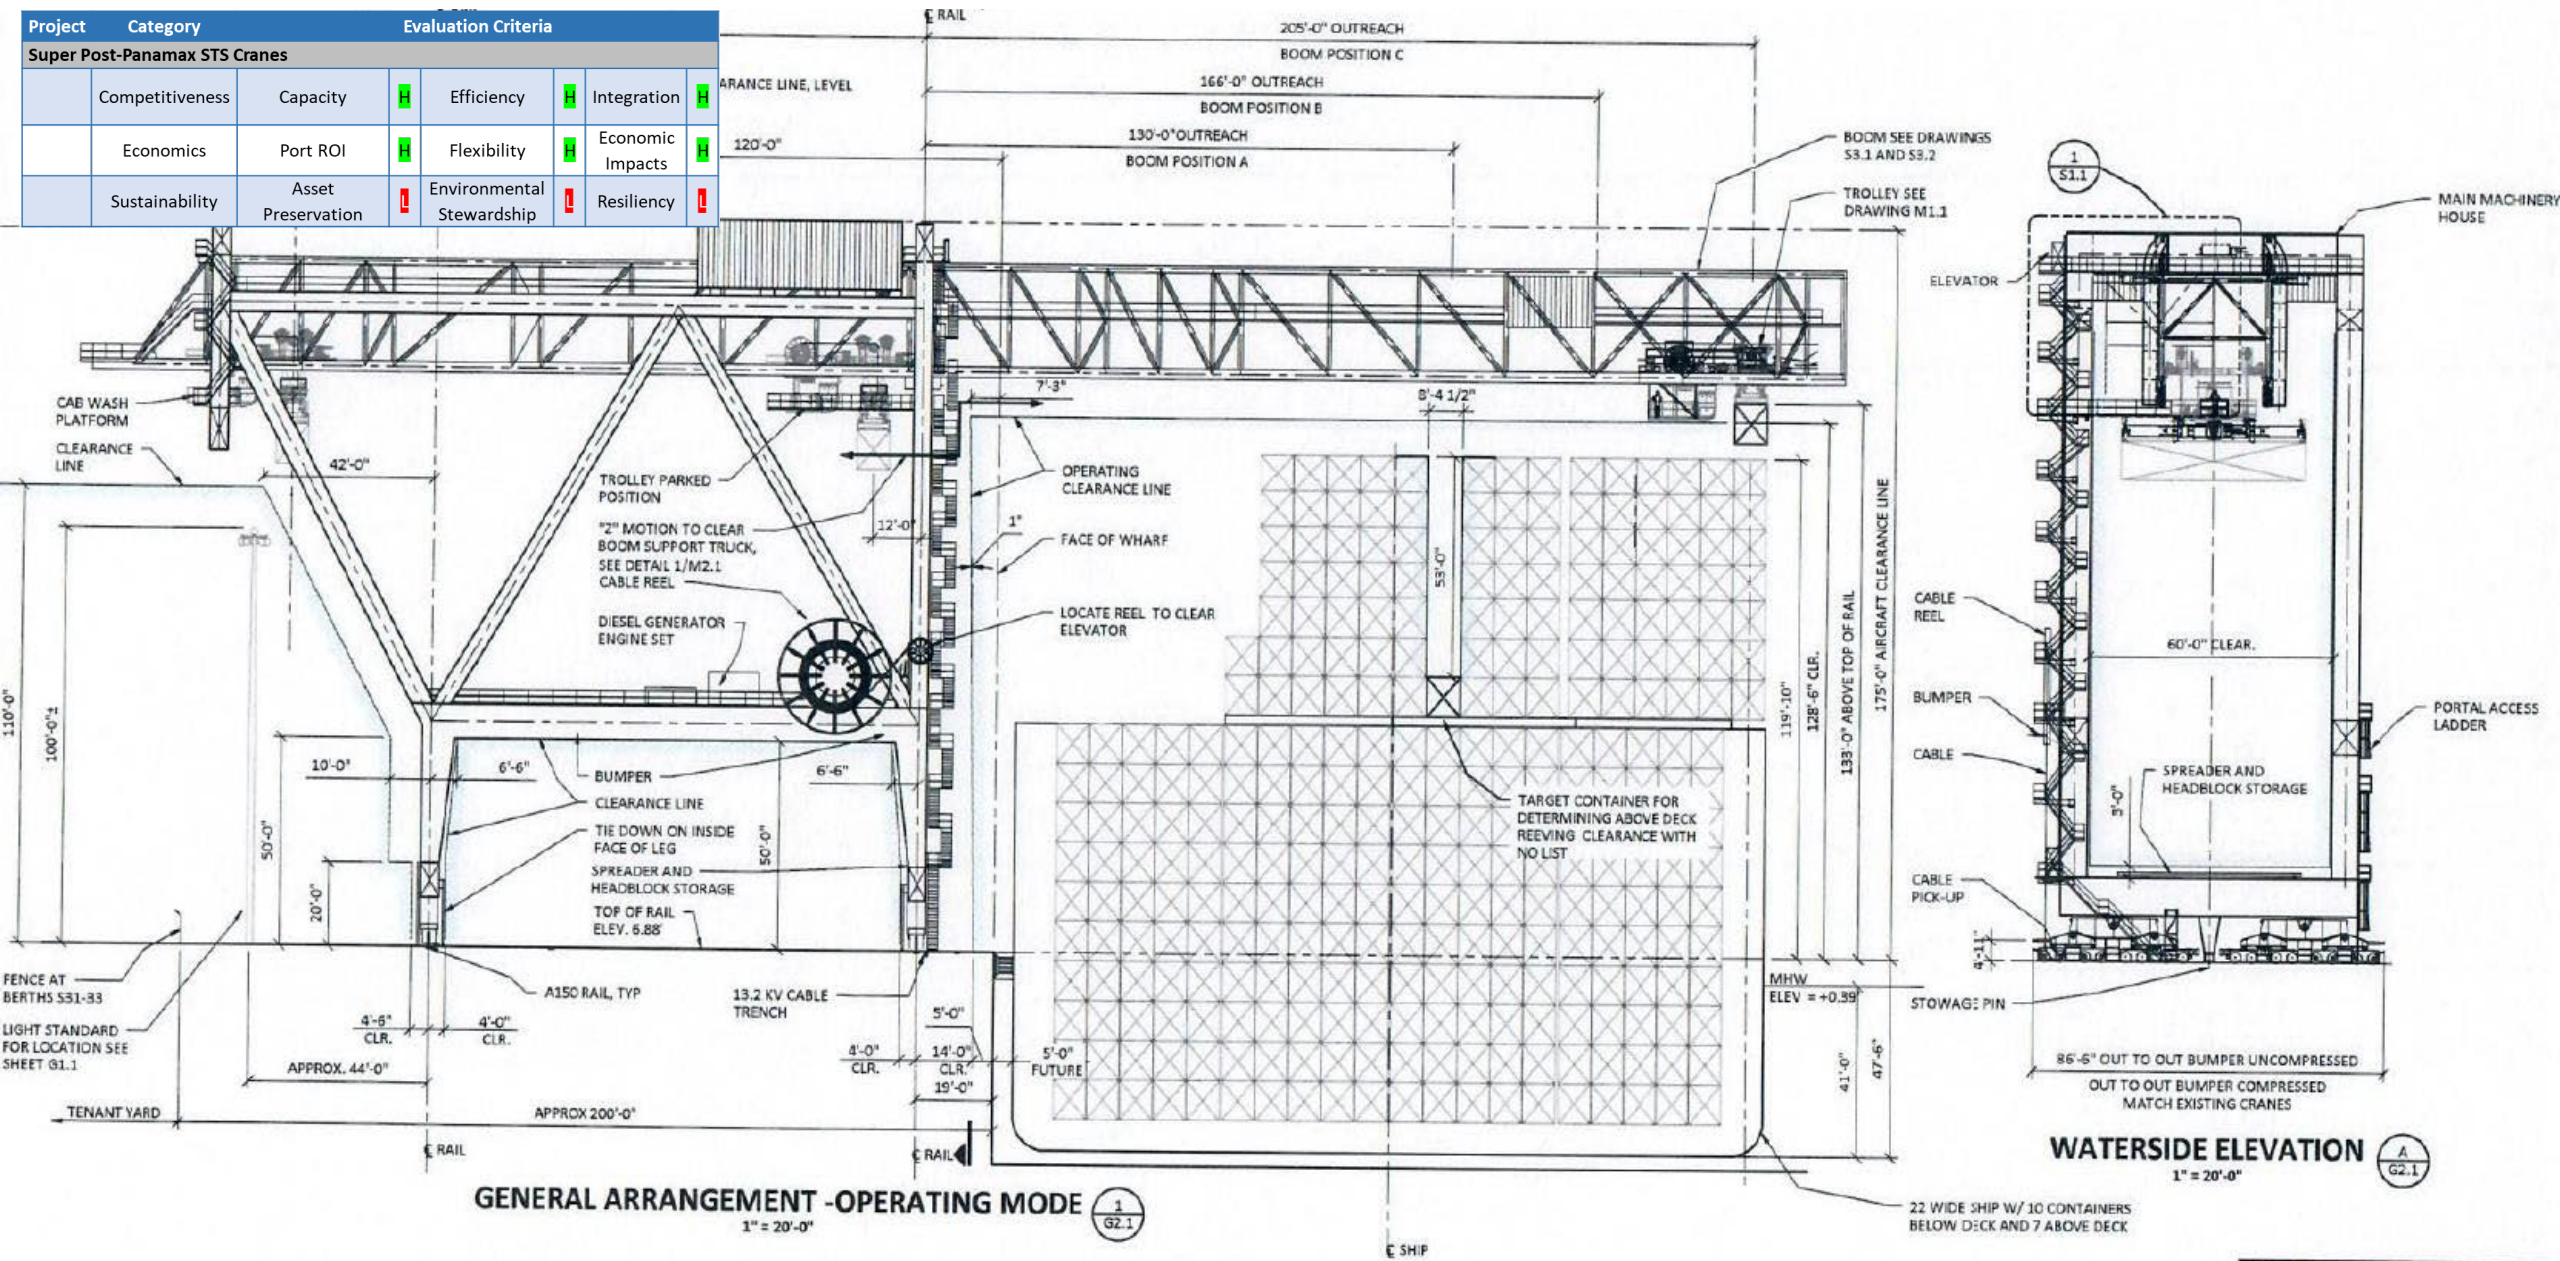 Project Category Evaluation Criteria
Super Post-Panamax STS Cranes
Competitiveness Capacity H Efficiency H Integration H
Economics Port ROI H Flexibility H Economic Impacts H
Sustainability Asset Preservation L Environmental Stewardship L Resiliency L
℄ RAIL
205'-0" OUTREACH
BOOM POSITION C
166'-0" OUTREACH
BOOM POSITION B
130'-0"OUTREACH
BOOM POSITION A
ARANCE LINE, LEVEL
120'-0"
BOOM SEE DRAWINGS
S3.1 AND S3.2
TROLLEY SEE
DRAWING M1.1
7'-3"
8'-4 1/2"
CAB WASH
PLATFORM
CLEARANCE
LINE
42'-0"
TROLLEY PARKED
POSITION
"2" MOTION TO CLEAR
BOOM SUPPORT TRUCK,
SEE DETAIL 1/M2.1
CABLE REEL
12'-0"
1"
OPERATING
CLEARANCE LINE
FACE OF WHARF
DIESEL GENERATOR
ENGINE SET
LOCATE REEL TO CLEAR
ELEVATOR
53'-0"
110'-0"
100'-0"±
119'-10"
128'-6" CLR.
133'-0" ABOVE TOP OF RAIL
175'-0" AIRCRAFT CLEARANCE LINE
10'-0"
6'-6"
BUMPER
6'-6"
CLEARANCE LINE
TIE DOWN ON INSIDE
FACE OF LEG
SPREADER AND
HEADBLOCK STORAGE
TOP OF RAIL
ELEV. 6.88'
50'-0"
20'-0"
50'-0"
TARGET CONTAINER FOR
DETERMINING ABOVE DECK
REEVING CLEARANCE WITH
NO LIST
FENCE AT
BERTHS S31-33
LIGHT STANDARD
FOR LOCATION SEE
SHEET G1.1
A150 RAIL, TYP
13.2 KV CABLE
TRENCH
4'-6"
CLR.
4'-0"
CLR.
4'-0"
CLR.
5'-0"
14'-0"
CLR.
19'-0"
5'-0"
FUTURE
APPROX. 44'-0"
TENANT YARD
APPROX 200'-0"
℄ RAIL
℄ RAIL
MHW
ELEV = +0.39'
41'-0"
47'-6"
GENERAL ARRANGEMENT -OPERATING MODE
1" = 20'-0"
1
G2.1
℄ SHIP
22 WIDE SHIP W/ 10 CONTAINERS
BELOW DECK AND 7 ABOVE DECK
1
S1.1
MAIN MACHINERY
HOUSE
ELEVATOR
CABLE
REEL
60'-0" CLEAR.
BUMPER
PORTAL ACCESS
LADDER
CABLE
SPREADER AND
HEADBLOCK STORAGE
CABLE
PICK-UP
4'-11"
STOWAGE PIN
86'-6" OUT TO OUT BUMPER UNCOMPRESSED
OUT TO OUT BUMPER COMPRESSED
MATCH EXISTING CRANES
WATERSIDE ELEVATION
1" = 20'-0"
A
G2.1